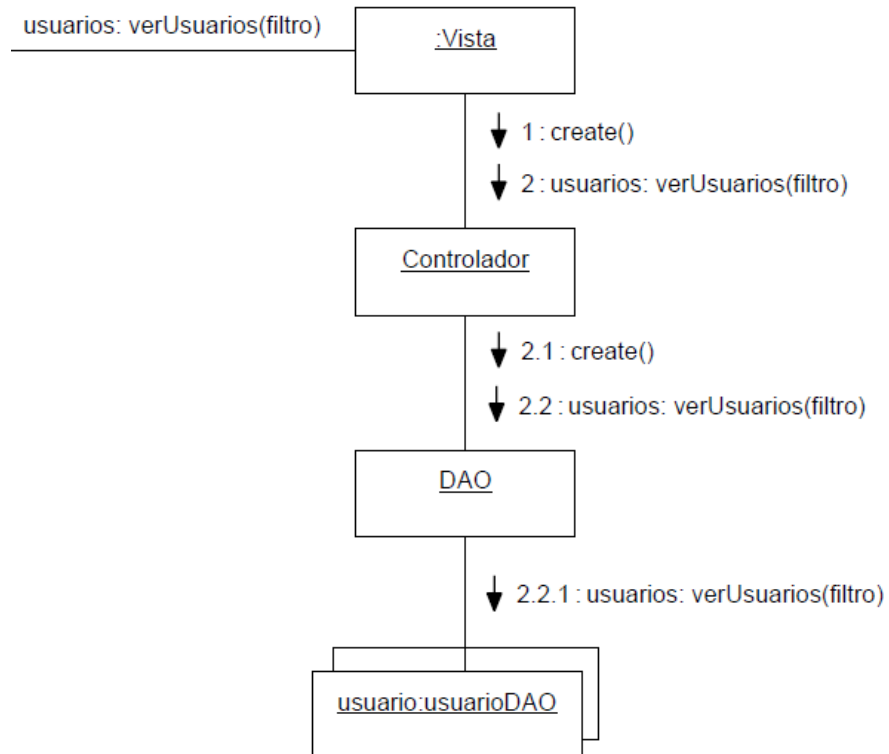 usuarios: verUsuarios(filtro)
:Vista
1 : create()
2 : usuarios: verUsuarios(filtro)
Controlador
2.1 : create()
2.2 : usuarios: verUsuarios(filtro)
DAO
2.2.1 : usuarios: verUsuarios(filtro)
usuario:usuarioDAO